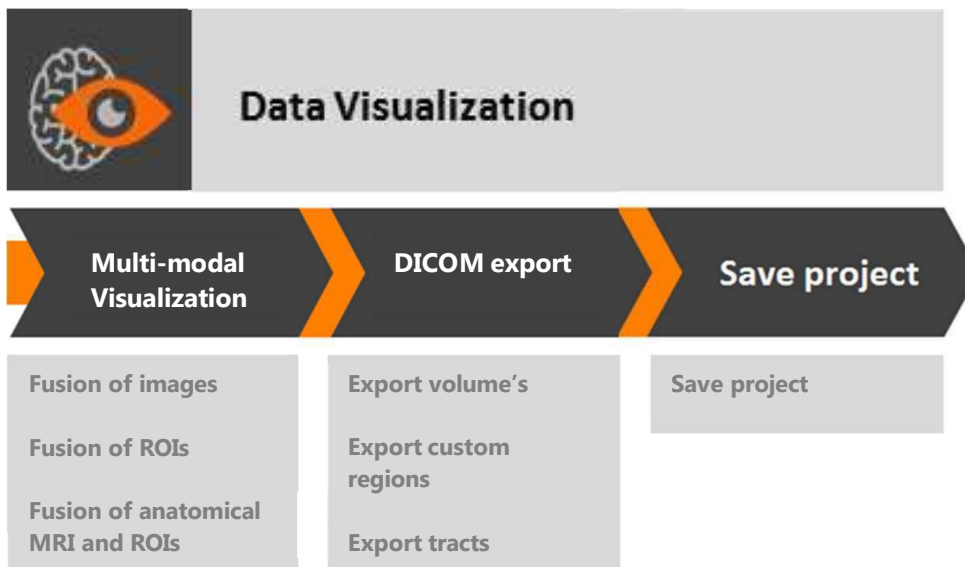 Data Visualization
Multi-modal
Visualization
DICOM export
Save project
Fusion of images
Fusion of ROIs
Fusion of anatomical
MRI and ROIs
Export volume's
Export custom
regions
Export tracts
Save project